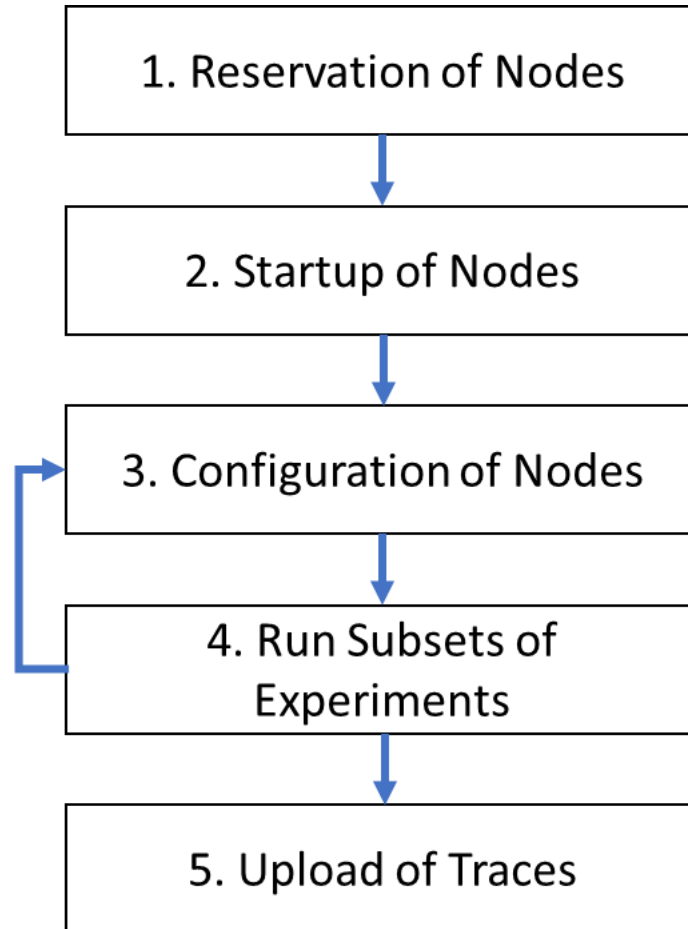 1. Reservation of Nodes
2. Startup of Nodes
3. Configuration of Nodes
4. Run Subsets of
Experiments
5. Upload of Traces